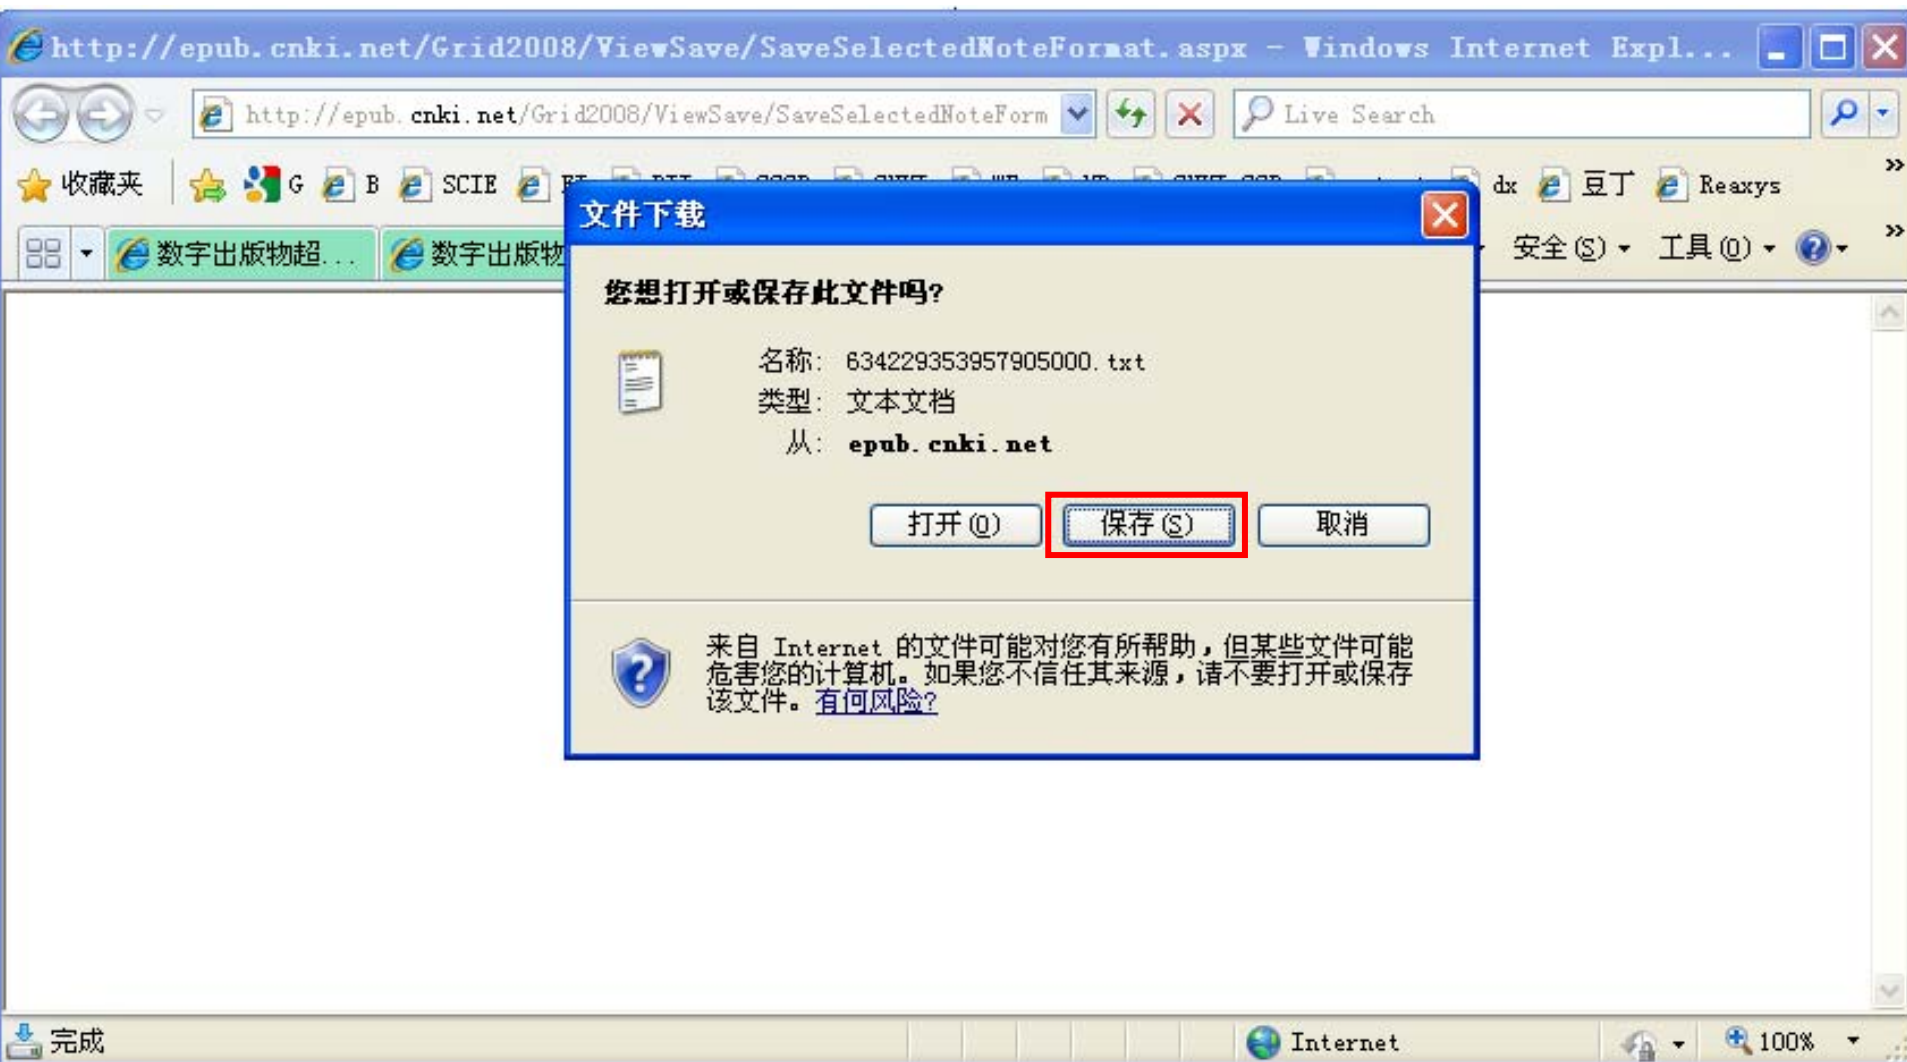 http://epub.cnki.net/Grid2008/ViewSave/SaveSelectedNoteFormat.aspx - Windows Internet Expl...
http://epub.cnki.net/Grid2008/ViewSave/SaveSelectedNoteForm
Live Search
收藏夹 G B SCIE dx 豆丁 Reaxys »
数字出版物超... 数字出版物 安全(S) 工具(O) »
文件下载
您想打开或保存此文件吗?
名称: 634229353957905000.txt
类型: 文本文档
从: epub.cnki.net
打开(O) 保存(S) 取消
来自 Internet 的文件可能对您有所帮助,但某些文件可能
危害您的计算机。如果您不信任其来源,请不要打开或保存
该文件。有何风险?
完成 Internet 100%